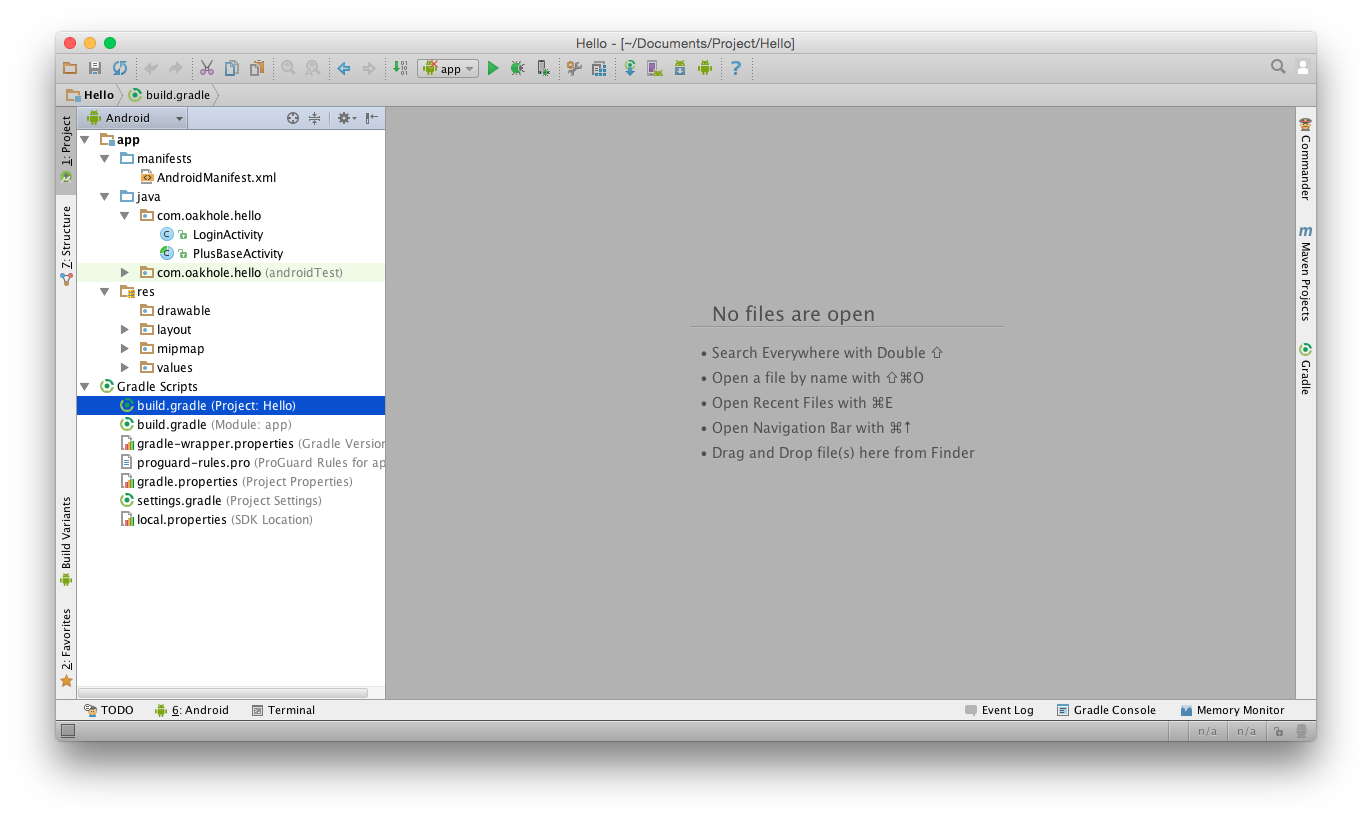 Hello - [~/Documents/Project/Hello]
app
Hello
build.gradle
Android
1: Project
Z: Structure
Build Variants
2: Favorites
app
manifests
AndroidManifest.xml
java
com.oakhole.hello
LoginActivity
PlusBaseActivity
com.oakhole.hello (androidTest)
res
drawable
layout
mipmap
values
Gradle Scripts
build.gradle (Project: Hello)
build.gradle (Module: app)
gradle-wrapper.properties (Gradle Version
proguard-rules.pro (ProGuard Rules for ap
gradle.properties (Project Properties)
settings.gradle (Project Settings)
local.properties (SDK Location)
No files are open
• Search Everywhere with Double ⇧
• Open a file by name with ⇧⌘O
• Open Recent Files with ⌘E
• Open Navigation Bar with ⌘↑
• Drag and Drop file(s) here from Finder
Commander
m
Maven Projects
Gradle
TODO
6: Android
Terminal
Event Log
Gradle Console
Memory Monitor
n/a
n/a